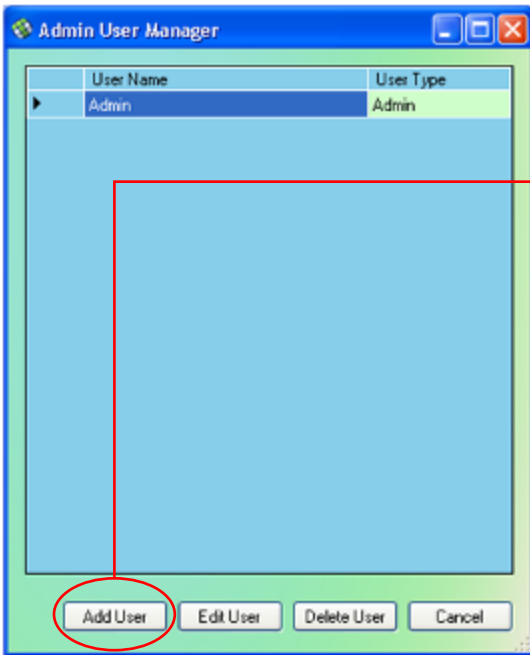 Admin User Manager
User Name User Type
Admin Admin
Add User Edit User Delete User Cancel